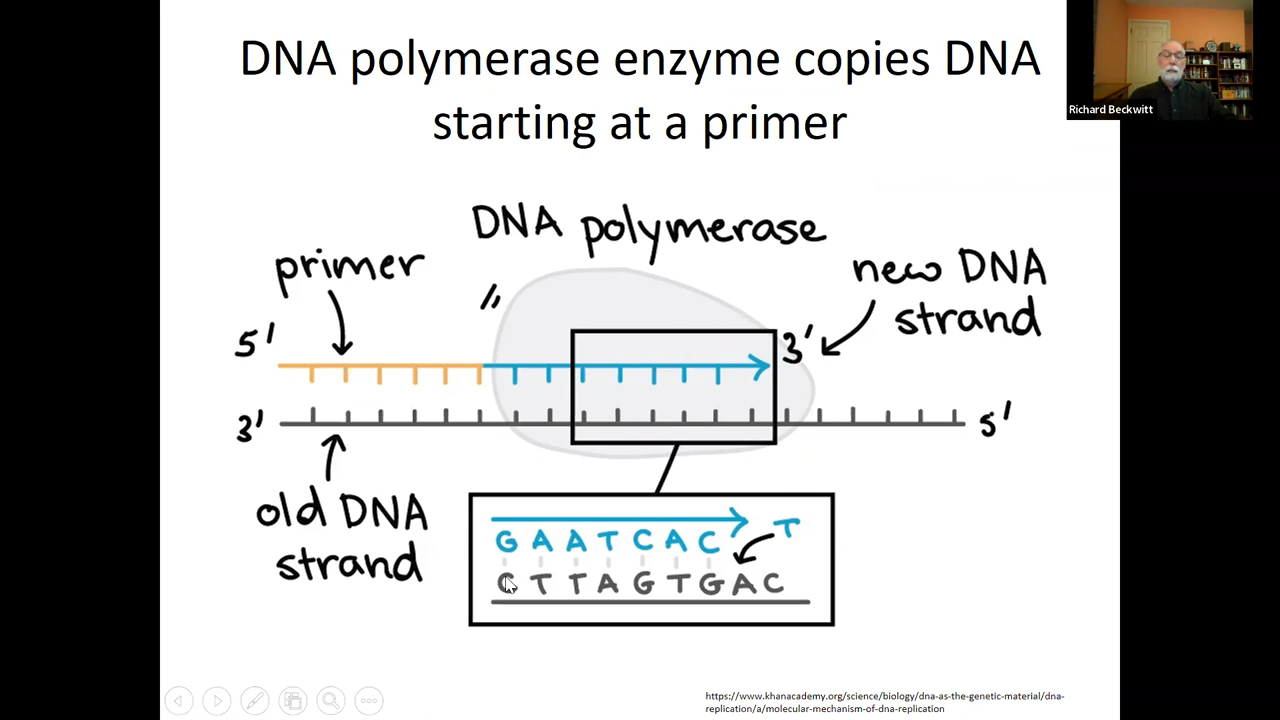 DNA polymerase enzyme copies DNA
starting at a primer
Richard Beckwitt
DNA polymerase
primer
new DNA
strand
5'
3'
3'
5'
old DNA
strand
G A A T C A C T
C T T A G T G A C
https://www.khanacademy.org/science/biology/dna-as-the-genetic-material/dna-
replication/a/molecular-mechanism-of-dna-replication